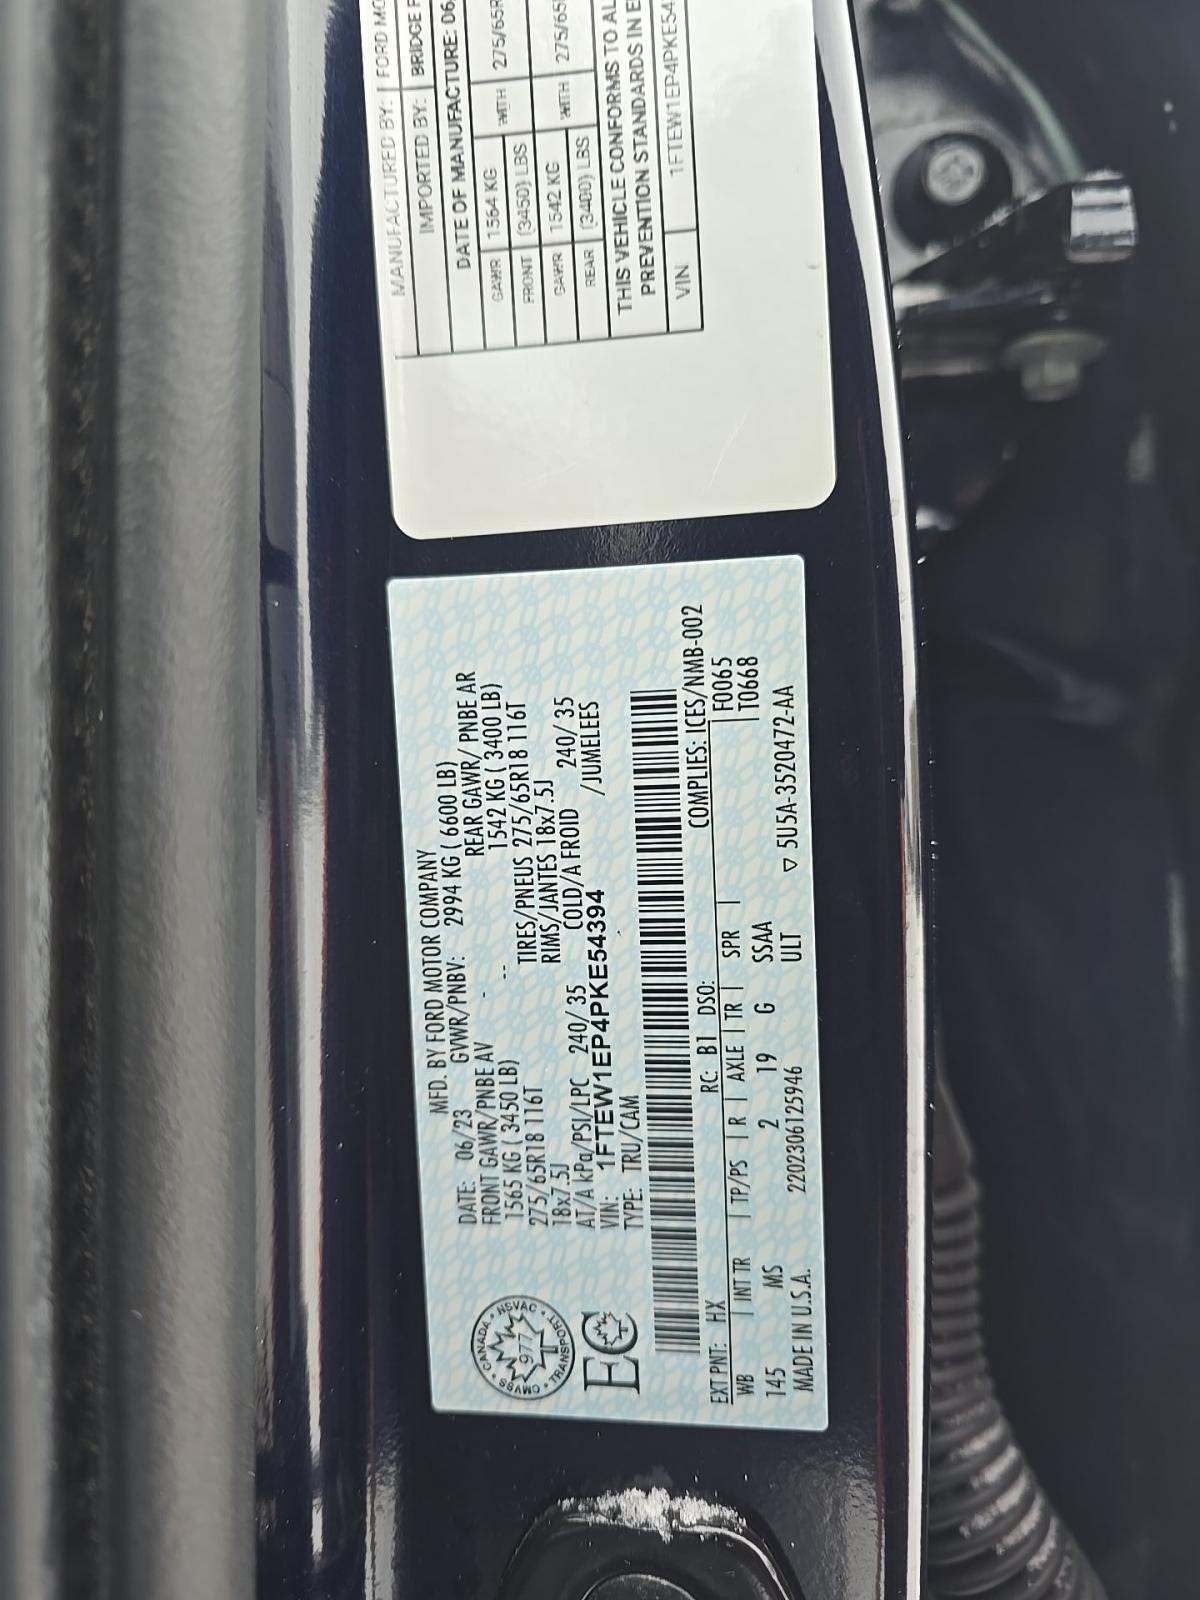 MFD. BY FORD MOTOR COMPANY
DATE: 06/23 GVWR/PNBV: 2994 KG ( 6600 LB)
FRONT GAWR/PNBE AV - -- REAR GAWR/ PNBE AR
1565 KG ( 3450 LB) 1542 KG ( 3400 LB)
275/65R18 116T TIRES/PNEUS 275/65R18 116T
18x7.5J RIMS/JANTES 18x7.5J
AT/A kPa/PSI/LPC 240/ 35 COLD/A FROID 240/ 35
VIN: 1FTEW1EP4PKE54394 /JUMELEES
TYPE: TRU/CAM
CANADA • NSVAC • TRANSPORT • CMVSS
977
EC
COMPLIES: ICES/NMB-002
EXT PNT: HX RC: B1 DSO: F0065
WB | INT TR | TP/PS | R | AXLE | TR | SPR | T0668
145 MS 2 19 G SSAA
MADE IN U.S.A. 2202306125946 ULT ▽ 5U5A-3520472-AA
MANUFACTURED BY: FORD MO
IMPORTED BY: BRIDGE
DATE OF MANUFACTURE: 06
GAWR 1564 KG WITH 275/65R
FRONT (3450) LBS
GAWR 1542 KG WITH 275/65
REAR (3400) LBS
THIS VEHICLE CONFORMS TO AL
PREVENTION STANDARDS IN E
VIN 1FTEW1EP4PKE54